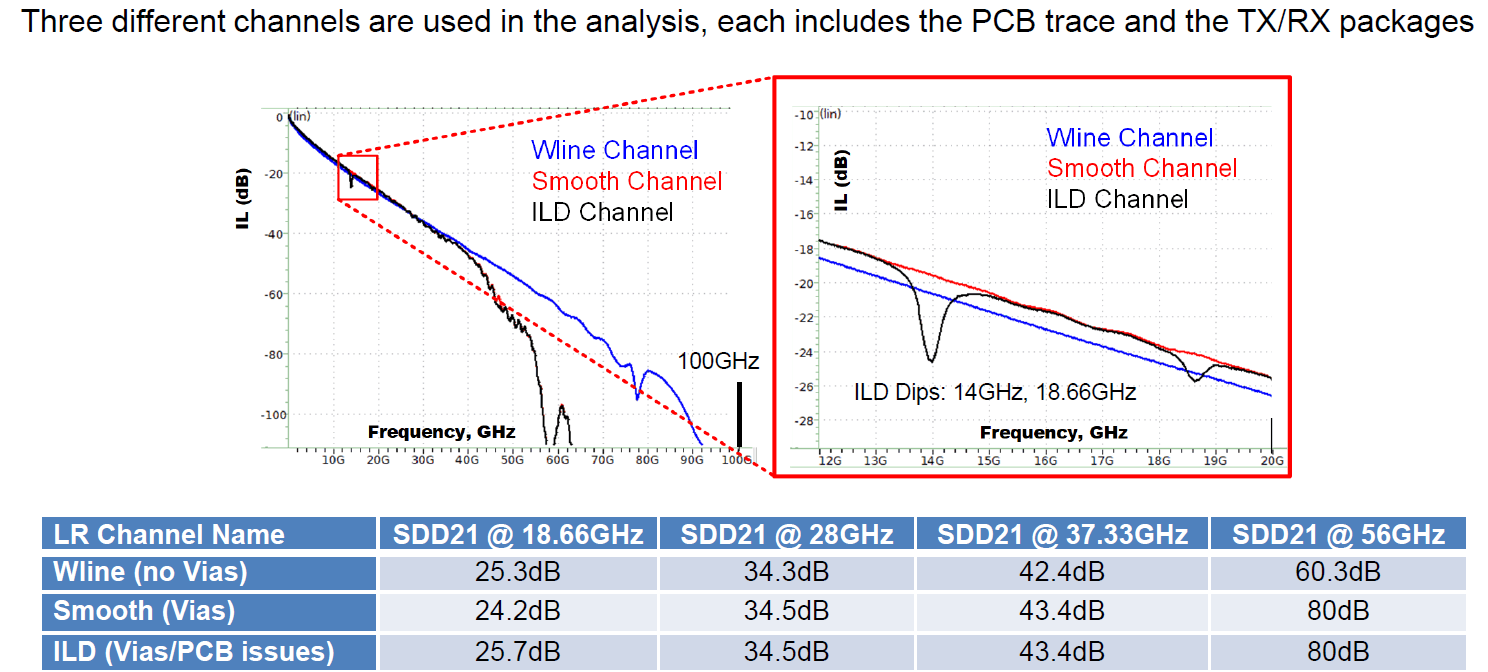 Three different channels are used in the analysis, each includes the PCB trace and the TX/RX packages
0 (lin)
-20
-40
-60
-80
-100
IL (dB)
Wline Channel
Smooth Channel
ILD Channel
100GHz
Frequency, GHz
10G 20G 30G 40G 50G 60G 70G 80G 90G 100G
-10 (lin)
-12
-14
-16
-18
-20
-22
-24
-26
-28
IL (dB)
Wline Channel
Smooth Channel
ILD Channel
ILD Dips: 14GHz, 18.66GHz
Frequency, GHz
12G 13G 14G 15G 16G 17G 18G 19G 20G
LR Channel Name SDD21 @ 18.66GHz SDD21 @ 28GHz SDD21 @ 37.33GHz SDD21 @ 56GHz
Wline (no Vias) 25.3dB 34.3dB 42.4dB 60.3dB
Smooth (Vias) 24.2dB 34.5dB 43.4dB 80dB
ILD (Vias/PCB issues) 25.7dB 34.5dB 43.4dB 80dB